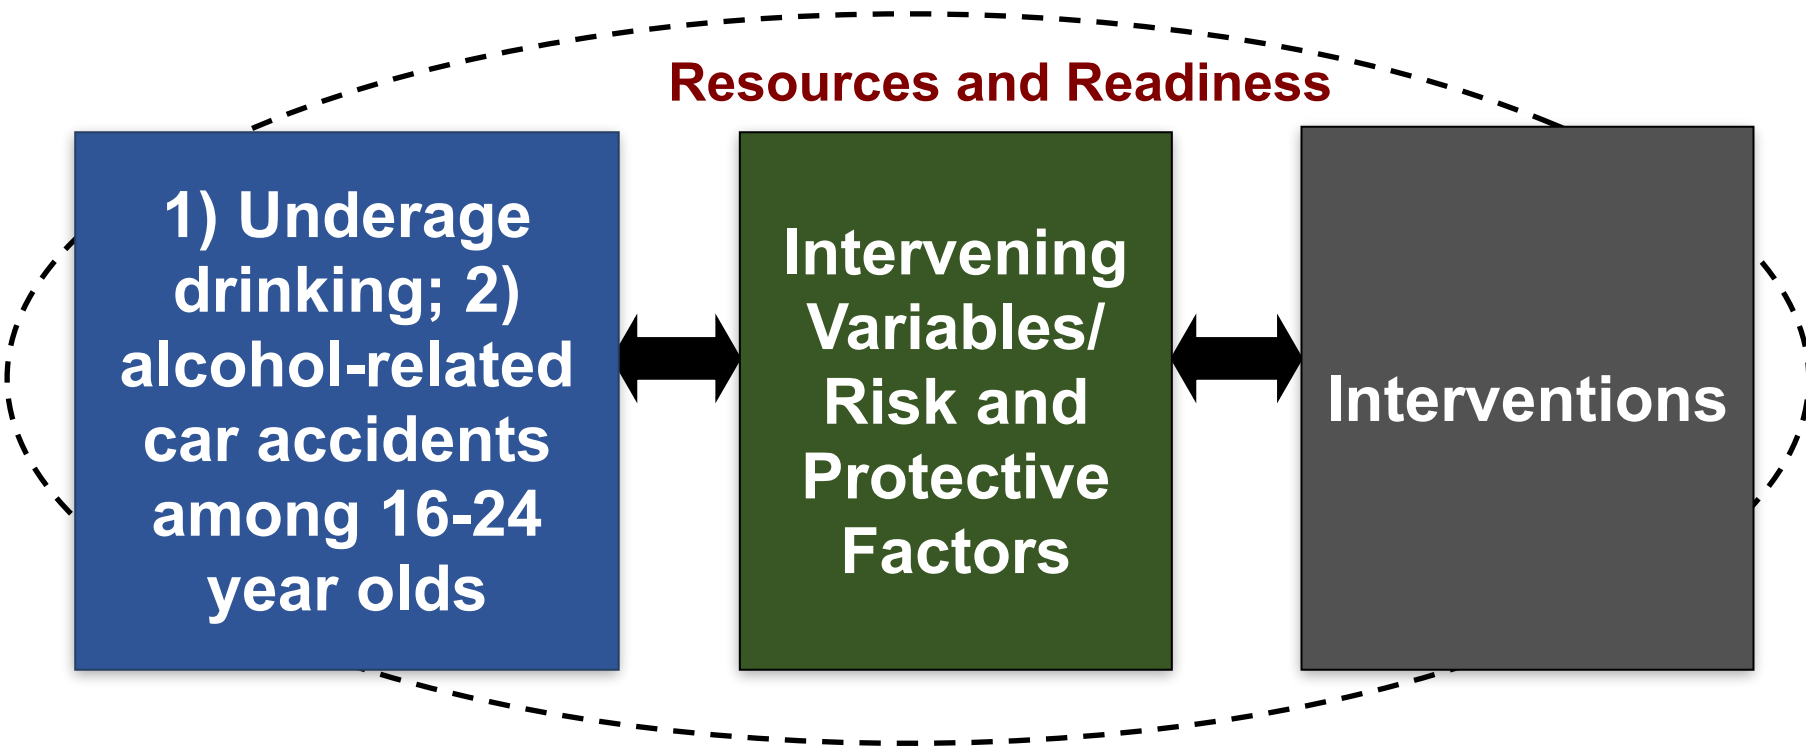 Resources and Readiness
1) Underage
drinking; 2)
alcohol-related
car accidents
among 16-24
year olds
Intervening
Variables/
Risk and
Protective
Factors
Interventions